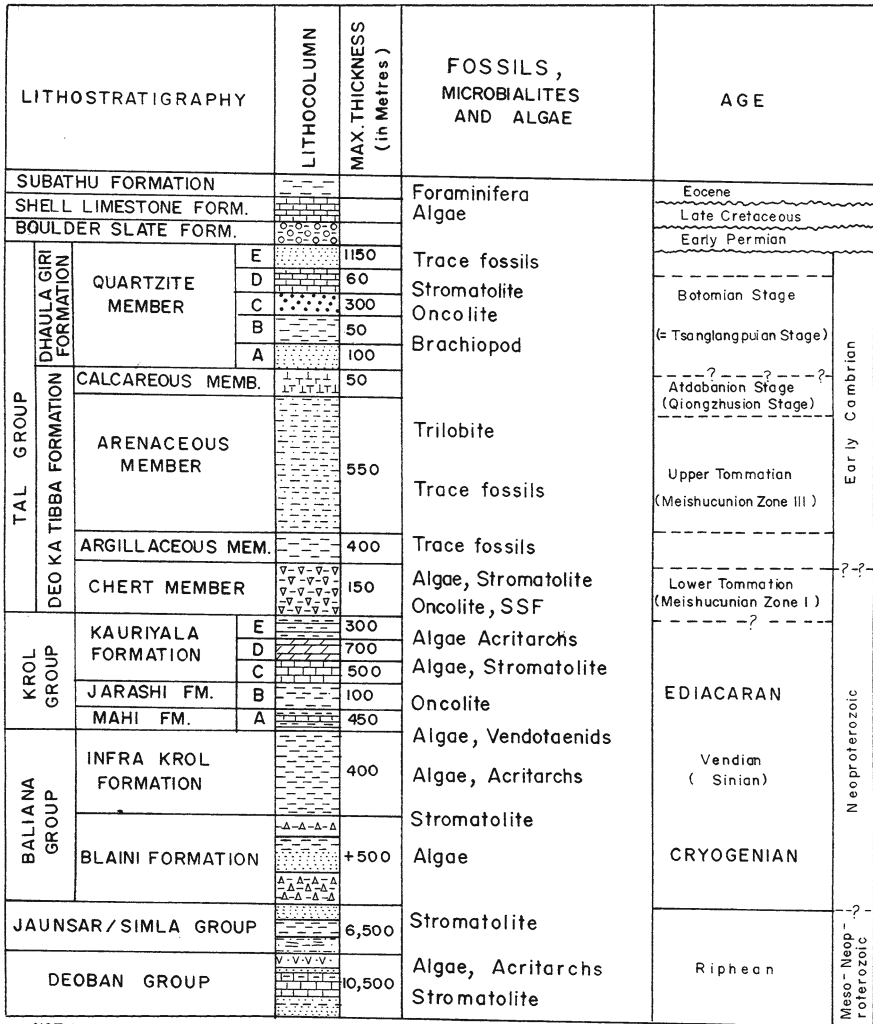 LITHOSTRATIGRAPHY
LITHOCOLUMN
MAX. THICKNESS
(in Metres)
FOSSILS,
MICROBIALITES
AND ALGAE
AGE
SUBATHU FORMATION
Foraminifera
Eocene
SHELL LIMESTONE FORM.
Algae
Late Cretaceous
BOULDER SLATE FORM.
Early Permian
TAL GROUP
DHAULA GIRI
FORMATION
QUARTZITE
MEMBER
E
1150
Trace fossils
D
60
Stromatolite
C
300
Oncolite
B
50
A
100
Brachiopod
Botomian Stage
(= Tsanglangpuian Stage)
Early Cambrian
DEO KA TIBBA FORMATION
CALCAREOUS MEMB.
50
? ? ?
Atdabanion Stage
(Qiongzhusion Stage)
ARENACEOUS
MEMBER
550
Trilobite
Trace fossils
Upper Tommatian
(Meishucunion Zone III)
ARGILLACEOUS MEM.
400
Trace fossils
? ?
CHERT MEMBER
150
Algae, Stromatolite
Oncolite, SSF
Lower Tommation
(Meishucunian Zone I)
?
KROL
GROUP
KAURIYALA
FORMATION
E
300
Algae Acritarchs
D
700
C
500
Algae, Stromatolite
JARASHI FM.
B
100
Oncolite
MAHI FM.
A
450
EDIACARAN
Neoproterozoic
BALIANA
GROUP
INFRA KROL
FORMATION
400
Algae, Vendotaenids
Algae, Acritarchs
Vendian
( Sinian)
BLAINI FORMATION
+500
Stromatolite
Algae
CRYOGENIAN
?
JAUNSAR/SIMLA GROUP
6,500
Stromatolite
DEOBAN GROUP
10,500
Algae, Acritarchs
Stromatolite
Riphean
Meso-Neop-
roterozoic